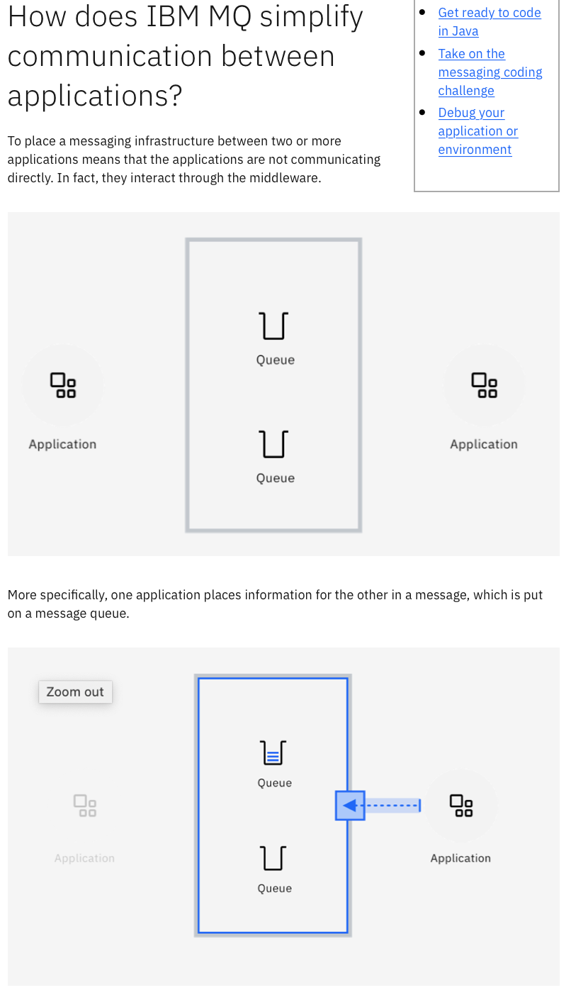 How does IBM MQ simplify
communication between
applications?
To place a messaging infrastructure between two or more
applications means that the applications are not communicating
directly. In fact, they interact through the middleware.
Get ready to code
in Java
Take on the
messaging coding
challenge
Debug your
application or
environment
Queue
Application
Application
Queue
More specifically, one application places information for the other in a message, which is put
on a message queue.
Zoom out
Queue
Application
Application
Queue